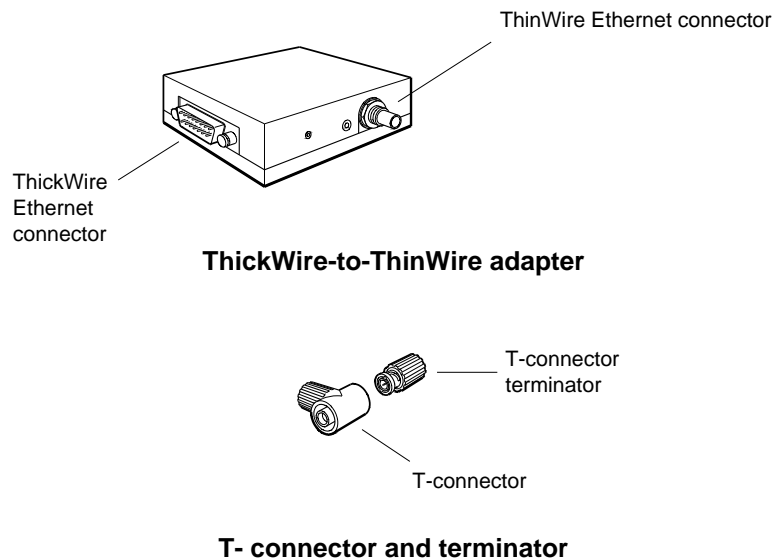 ThinWire Ethernet connector
ThickWire
Ethernet
connector
ThickWire-to-ThinWire adapter
T-connector
terminator
T-connector
T- connector and terminator